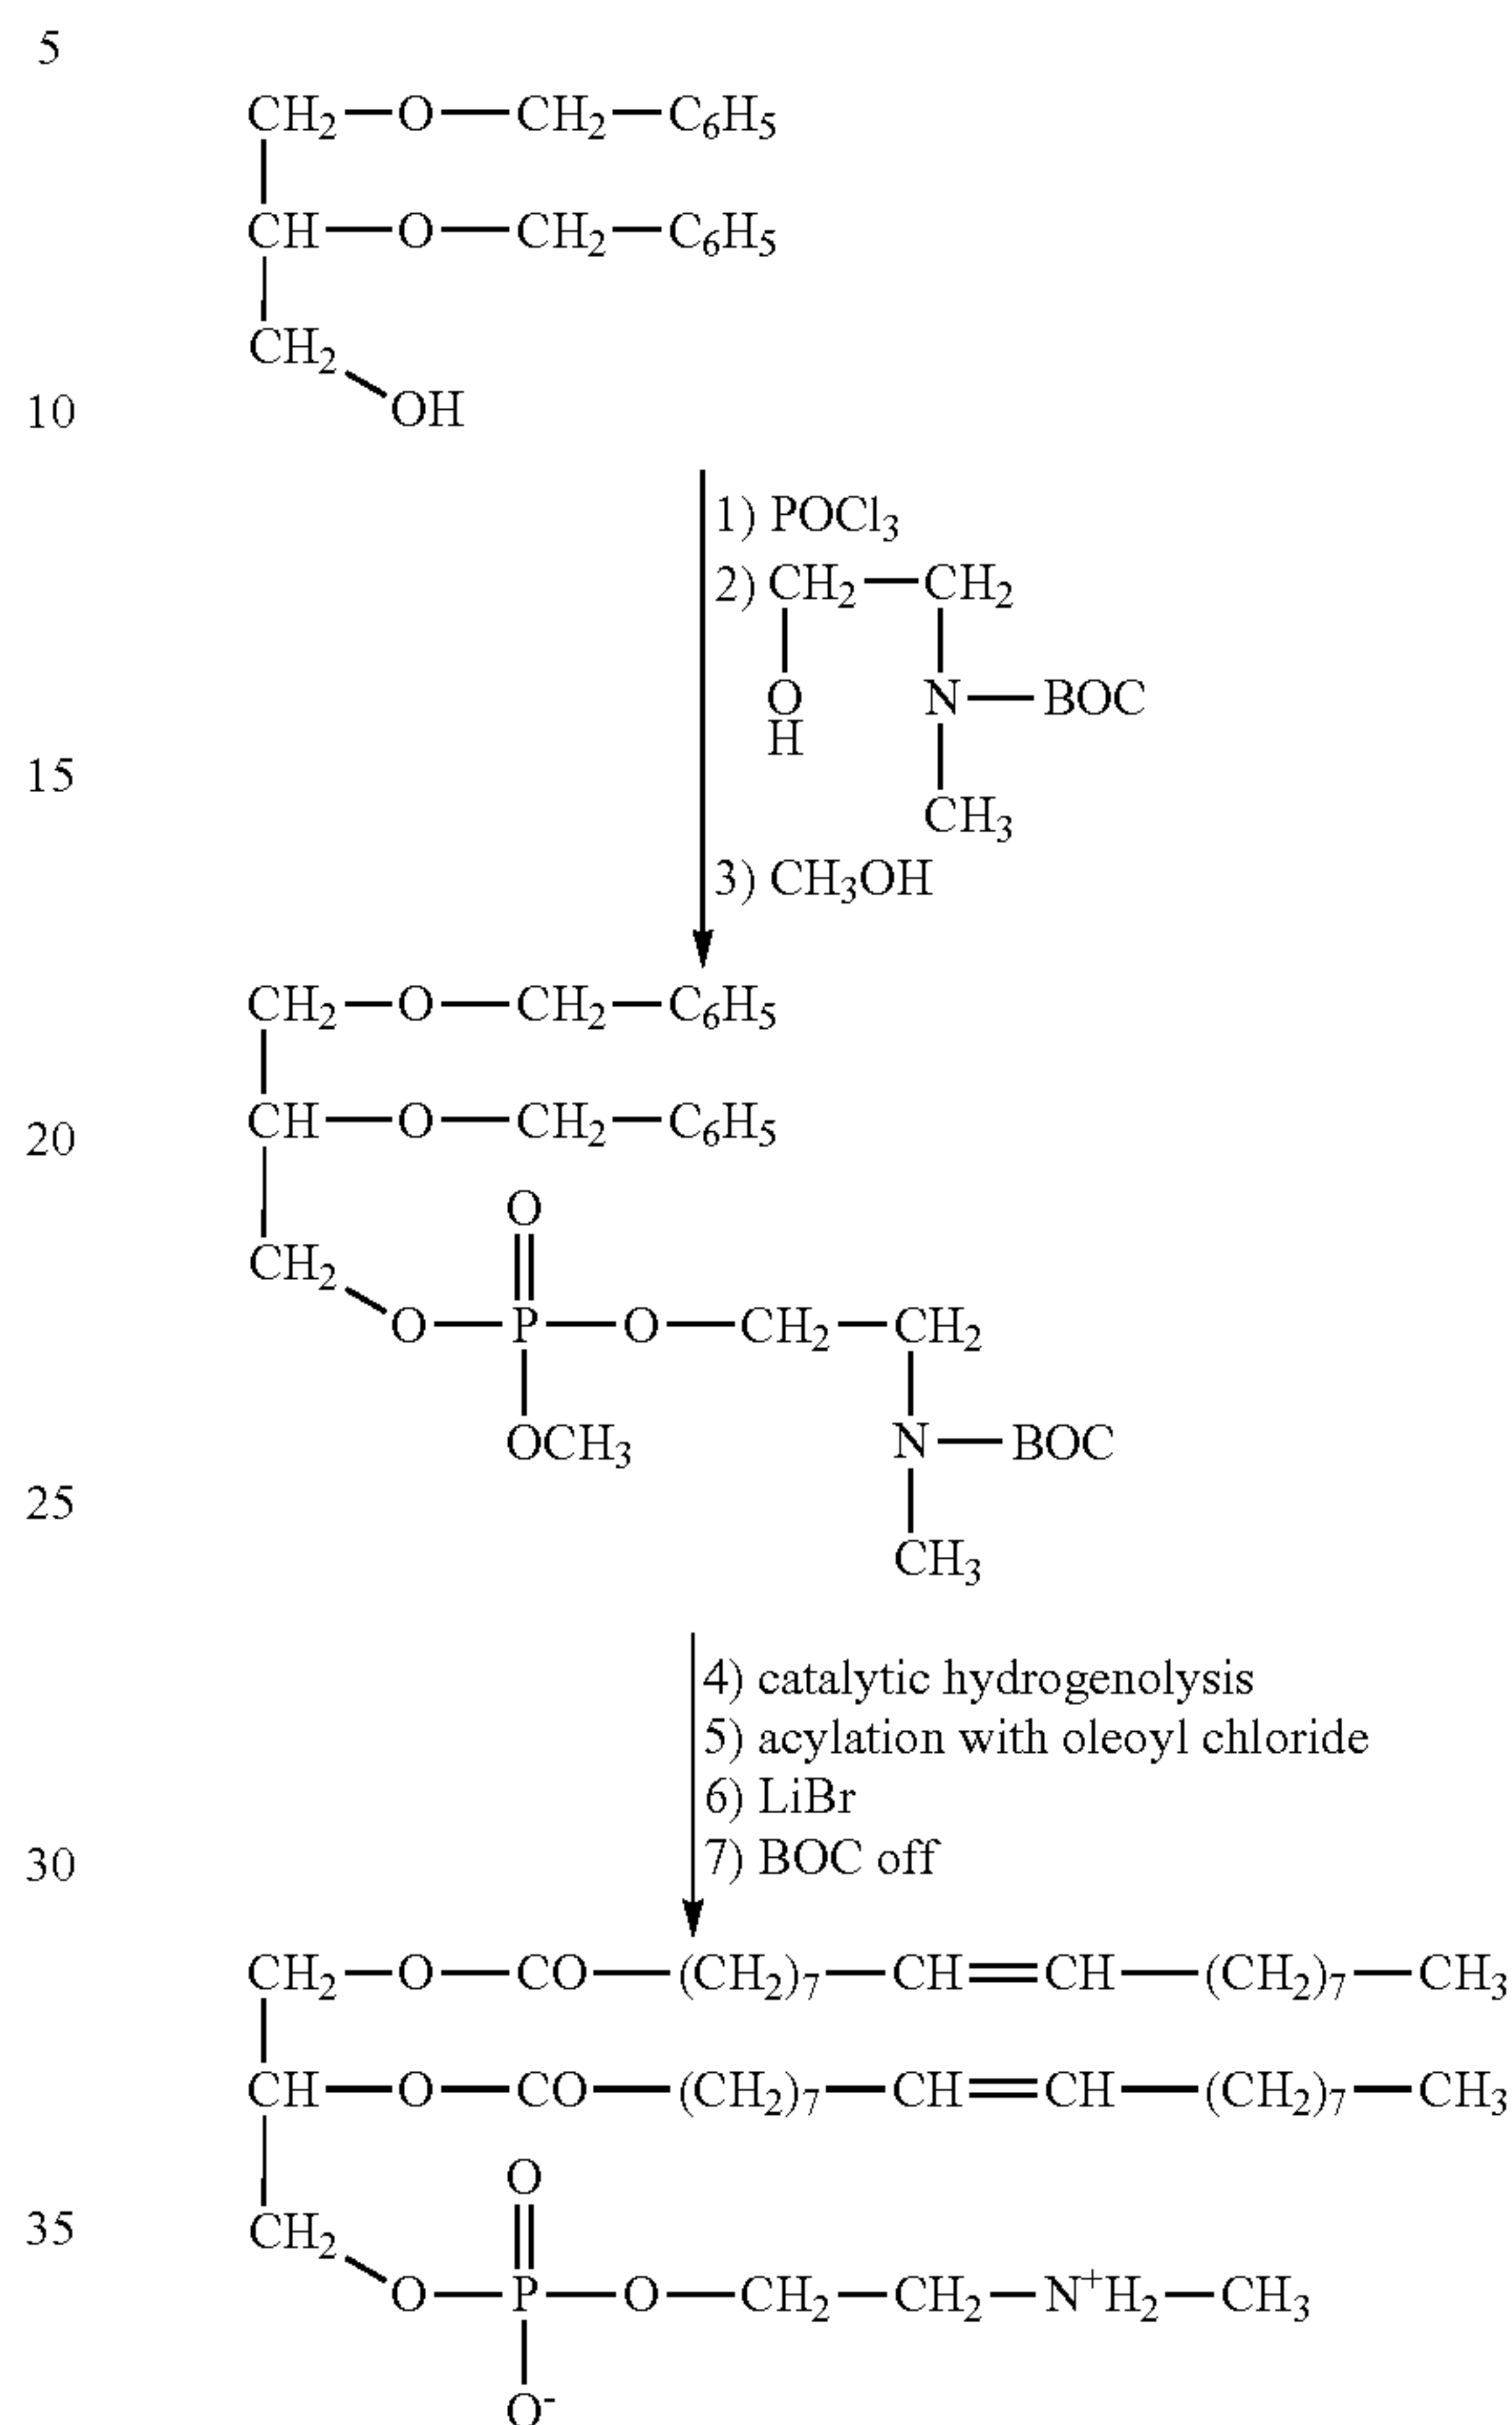 5
CH₂—O—CH₂—C₆H₅
CH—O—CH₂—C₆H₅
CH₂
10
OH
1) POCl₃
2) CH₂—CH₂
O
H
N—BOC
15
CH₃
3) CH₃OH
CH₂—O—CH₂—C₆H₅
20
CH—O—CH₂—C₆H₅
O
CH₂
O—P—O—CH₂—CH₂
OCH₃
N—BOC
25
CH₃
4) catalytic hydrogenolysis
5) acylation with oleoyl chloride
6) LiBr
30
7) BOC off
CH₂—O—CO—(CH₂)₇—CH=CH—(CH₂)₇—CH₃
CH—O—CO—(CH₂)₇—CH=CH—(CH₂)₇—CH₃
O
35
CH₂
O—P—O—CH₂—CH₂—N⁺H₂—CH₃
O⁻